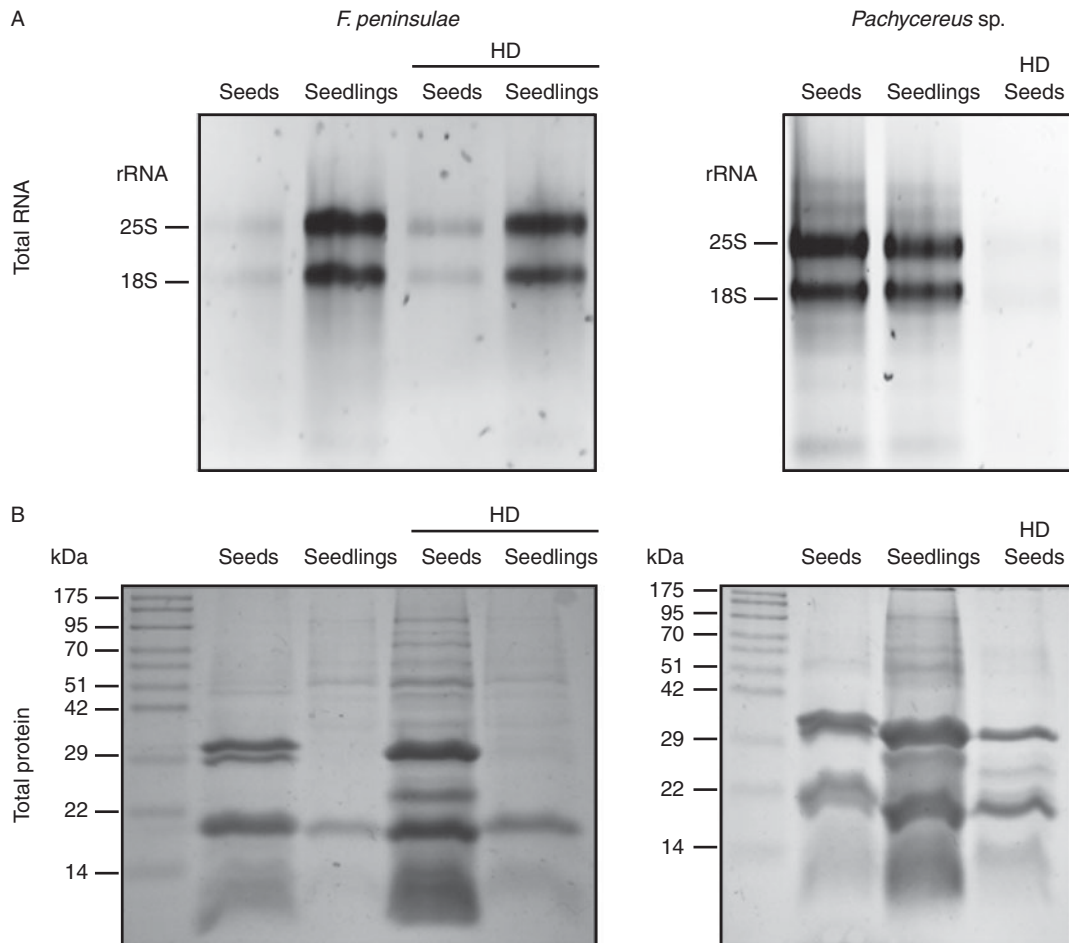 A
F. peninsulae
Pachycereus sp.
HD
HD
Seeds Seedlings Seeds Seedlings
Seeds Seedlings Seeds
Total RNA
rRNA
25S
18S
rRNA
25S
18S
B
HD
HD
kDa Seeds Seedlings Seeds Seedlings
kDa Seeds Seedlings Seeds
Total protein
175
95
70
51
42
29
22
14
175
95
70
51
42
29
22
14